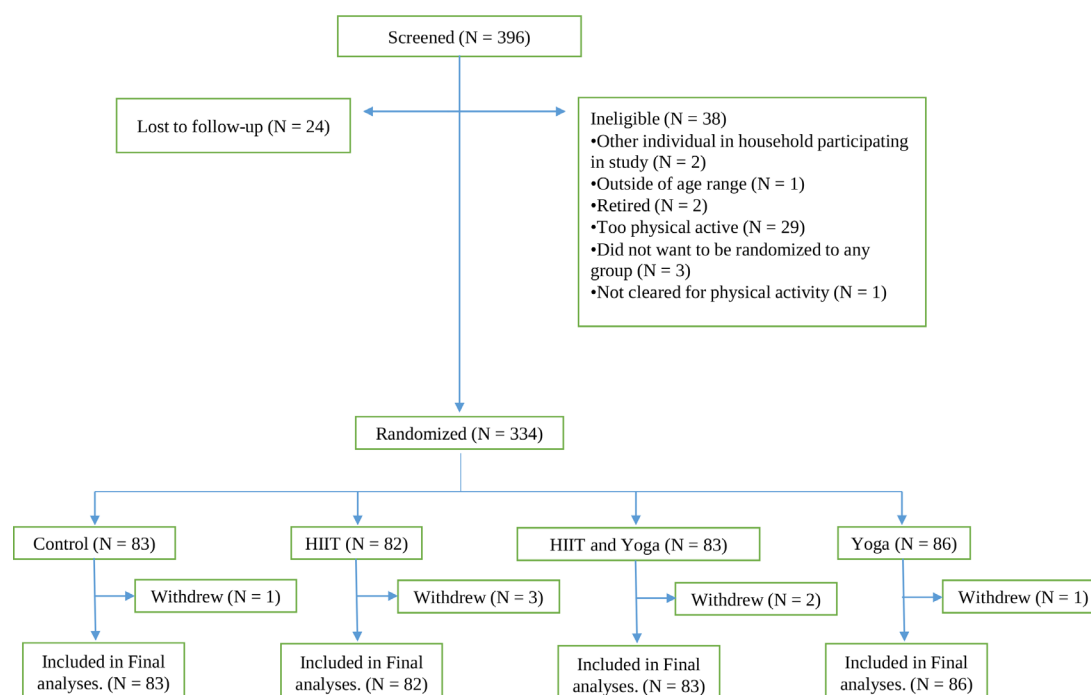 Screened (N = 396)
Lost to follow-up (N = 24)
Ineligible (N = 38)
•Other individual in household participating
in study (N = 2)
•Outside of age range (N = 1)
•Retired (N = 2)
•Too physical active (N = 29)
•Did not want to be randomized to any
group (N = 3)
•Not cleared for physical activity (N = 1)
Randomized (N = 334)
Control (N = 83)
HIIT (N = 82)
HIIT and Yoga (N = 83)
Yoga (N = 86)
Withdrew (N = 1)
Withdrew (N = 3)
Withdrew (N = 2)
Withdrew (N = 1)
Included in Final
analyses. (N = 83)
Included in Final
analyses. (N = 82)
Included in Final
analyses. (N = 83)
Included in Final
analyses. (N = 86)